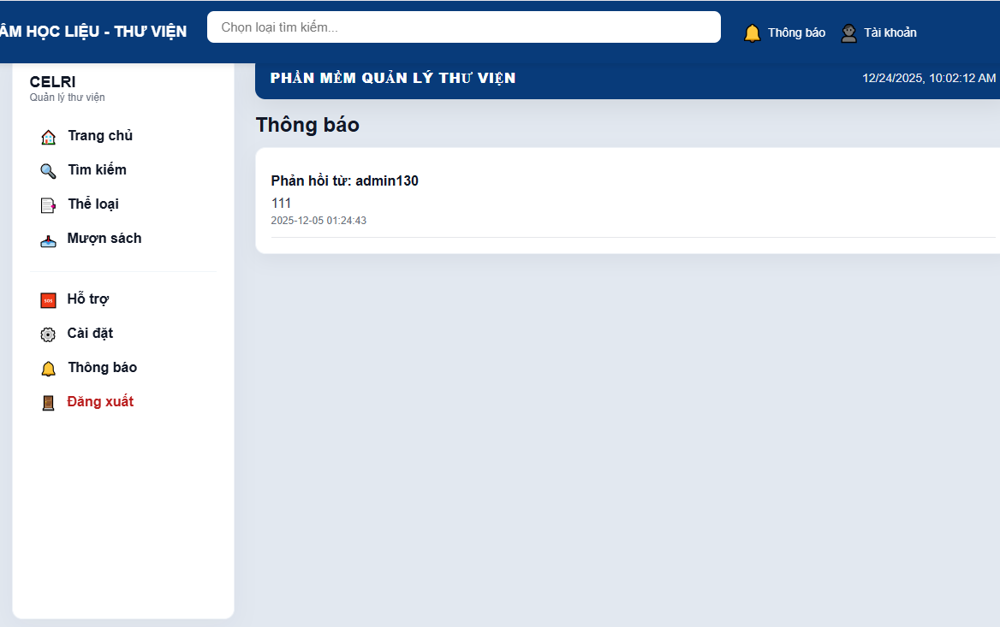 ÂM HỌC LIỆU - THƯ VIỆN
Chọn loại tìm kiếm...
Thông báo
Tài khoản
CELRI
Quản lý thư viện
Trang chủ
Tìm kiếm
Thể loại
Mượn sách
Hỗ trợ
Cài đặt
Thông báo
Đăng xuất
PHẦN MỀM QUẢN LÝ THƯ VIỆN
12/24/2025, 10:02:12 AM
Thông báo
Phản hồi từ: admin130
111
2025-12-05 01:24:43